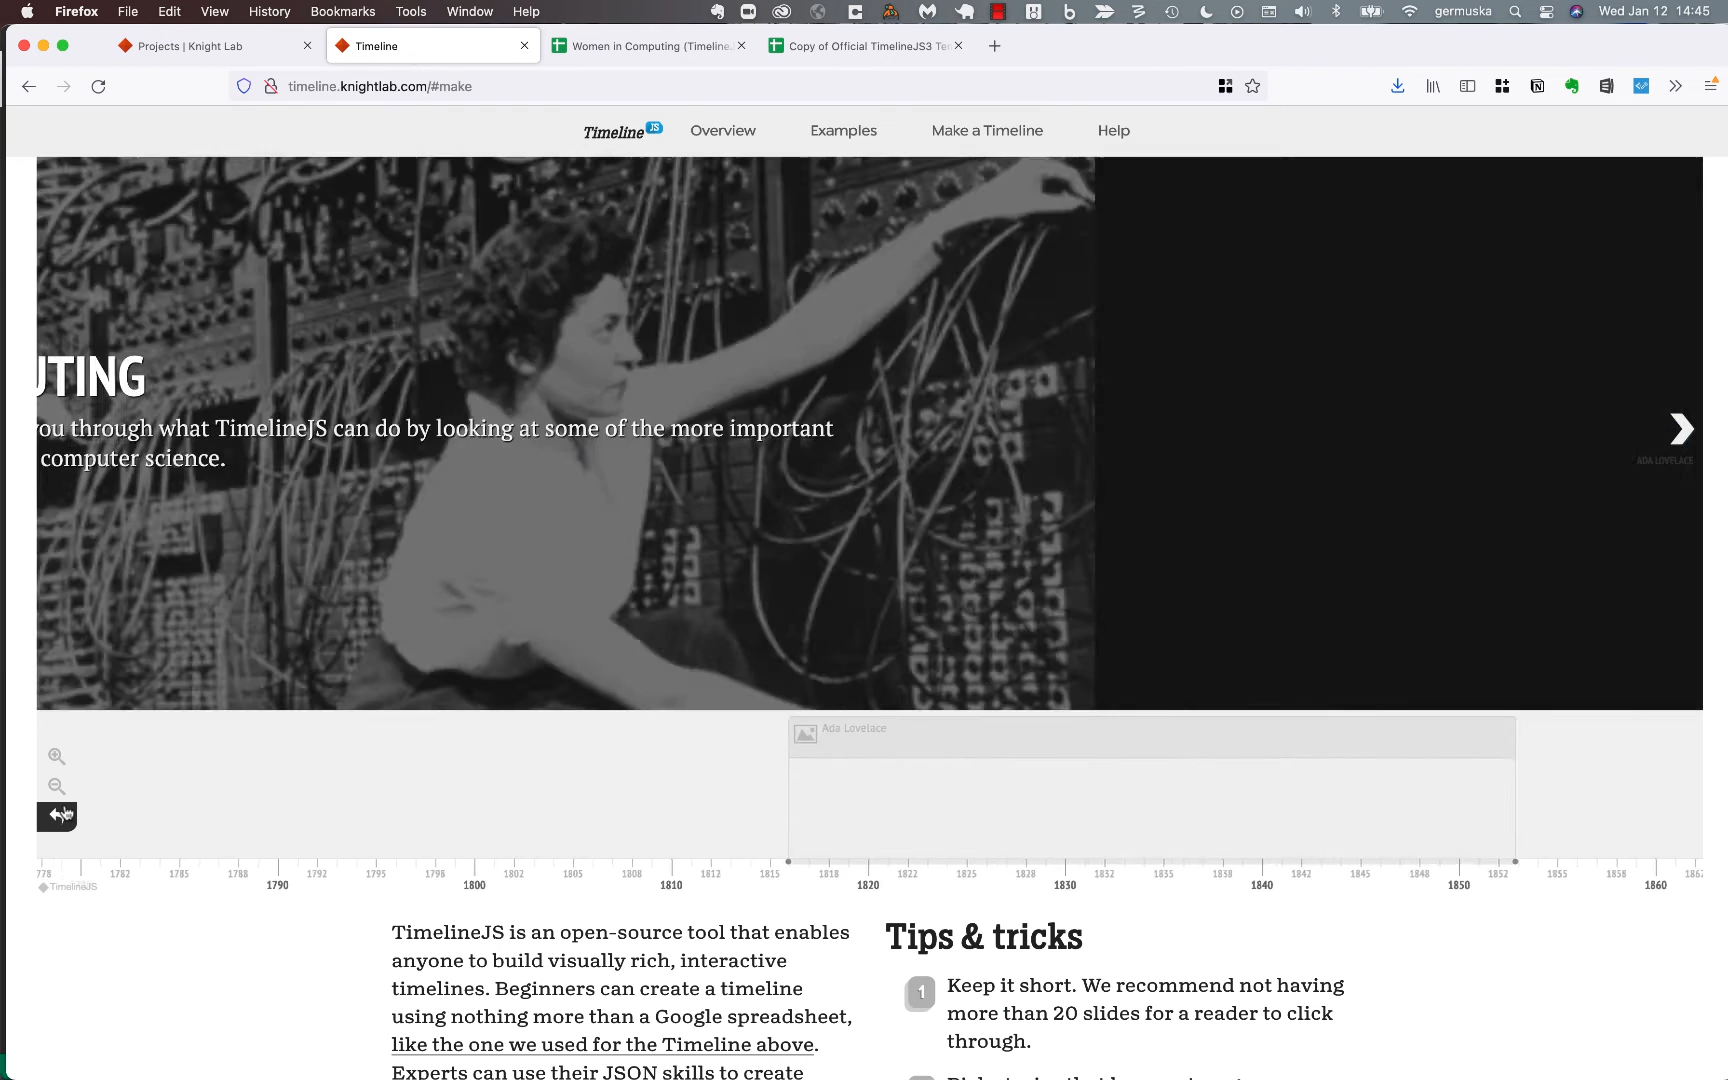 Firefox File Edit View History Bookmarks Tools Window Help germuska Wed Jan 12 14:45
Projects | Knight Lab
Timeline
Women in Computing (TimelineJ
Copy of Official TimelineJS3 Te
timeline.knightlab.com/#make
Timeline JS
Overview
Examples
Make a Timeline
Help
UTING
you through what TimelineJS can do by looking at some of the more important
computer science.
ADA LOVELACE
Ada Lovelace
778 1782 1785 1788 1792 1795 1798 1802 1805 1808 1812 1815 1818 1822 1825 1828 1832 1835 1838 1842 1845 1848 1852 1855 1858 1862
1790 1800 1810 1820 1830 1840 1850 1860
TimelineJS
TimelineJS is an open-source tool that enables
anyone to build visually rich, interactive
timelines. Beginners can create a timeline
using nothing more than a Google spreadsheet,
like the one we used for the Timeline above.
Experts can use their JSON skills to create
Tips & tricks
1 Keep it short. We recommend not having
more than 20 slides for a reader to click
through.